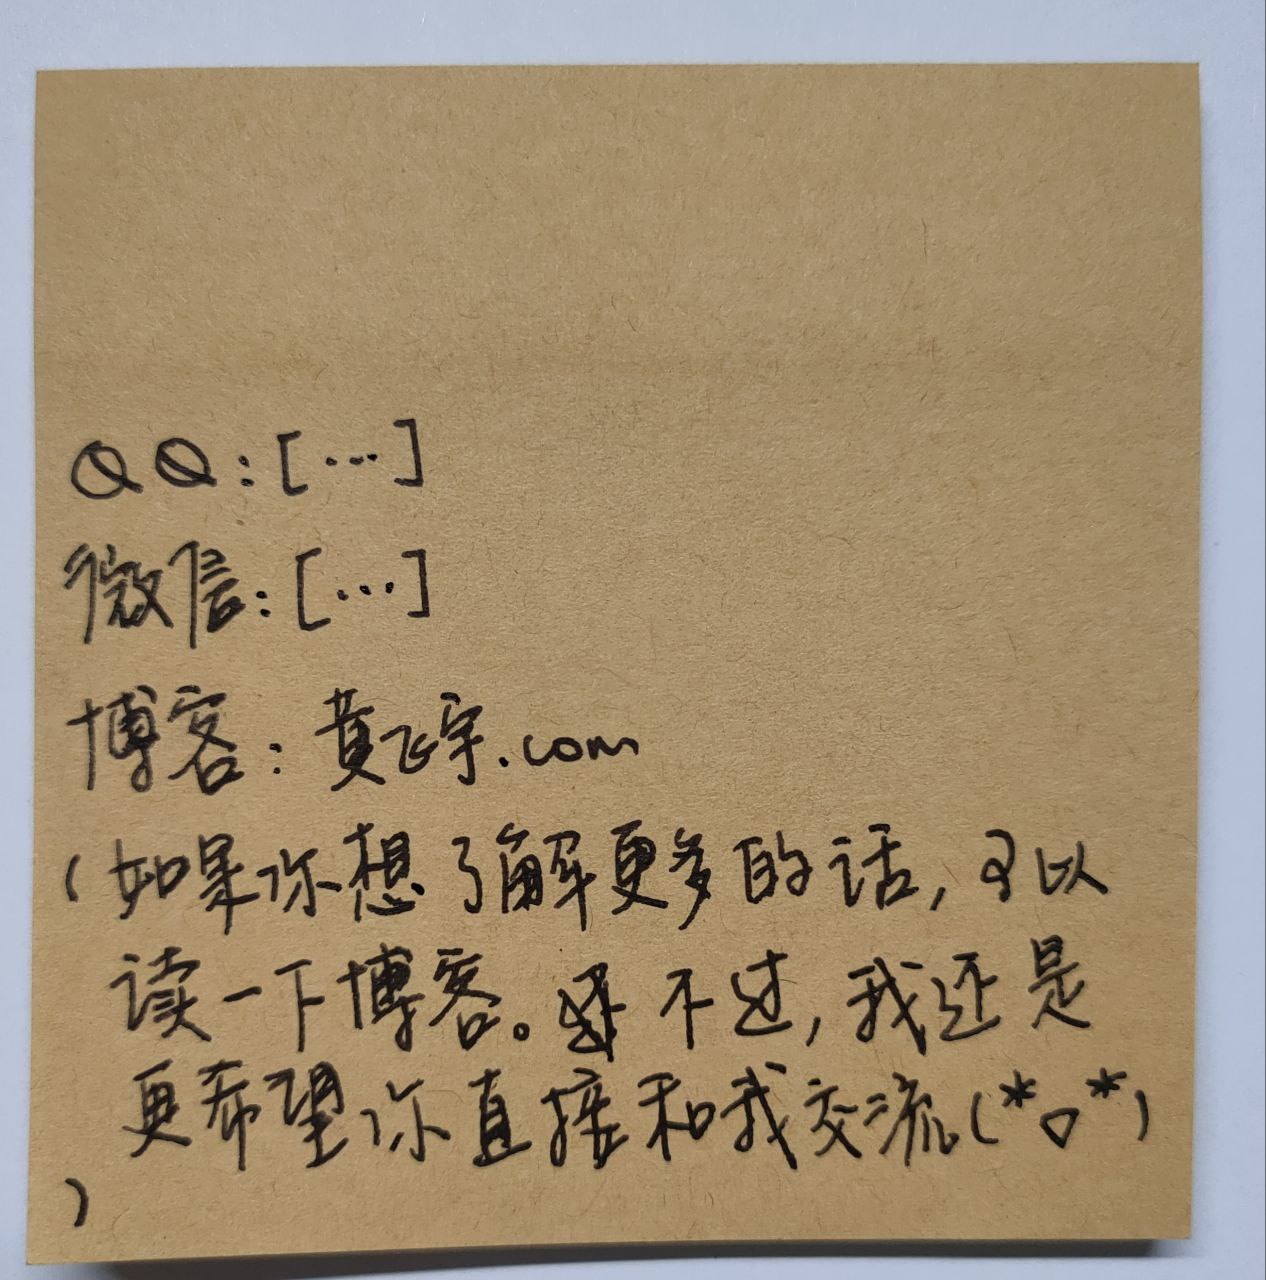 QQ：[…]
微信：[…]
博客：黄飞宇.com
（如果你想了解更多的话，可以
读一下博客。不过，我还是
更希望你直接和我交流(*▽*)
）